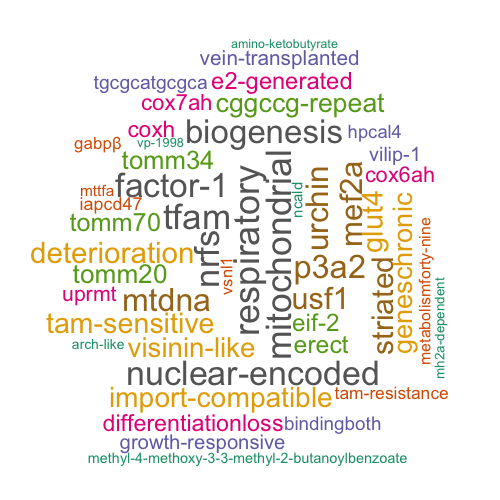 amino-ketobutyrate
vein-transplanted
tgcgcatgcgca e2-generated
cox7ah cggccg-repeat
coxh vp-1998 biogenesis hpcal4
gabpβ tomm34 vilip-1
mttfa factor-1 cox6ah
iapcd47 tfam nrfs respiratory mitochondrial ncald urchin mef2a glut4
tomm70
deterioration vsnl1 p3a2 striated geneschronic metabolismforty-nine
tomm20
uprmt mtdna usf1 mh2a-dependent
tam-sensitive eif-2
arch-like visinin-like erect
nuclear-encoded
import-compatible tam-resistance
differentiationloss bindingboth
growth-responsive
methyl-4-methoxy-3-3-methyl-2-butanoylbenzoate